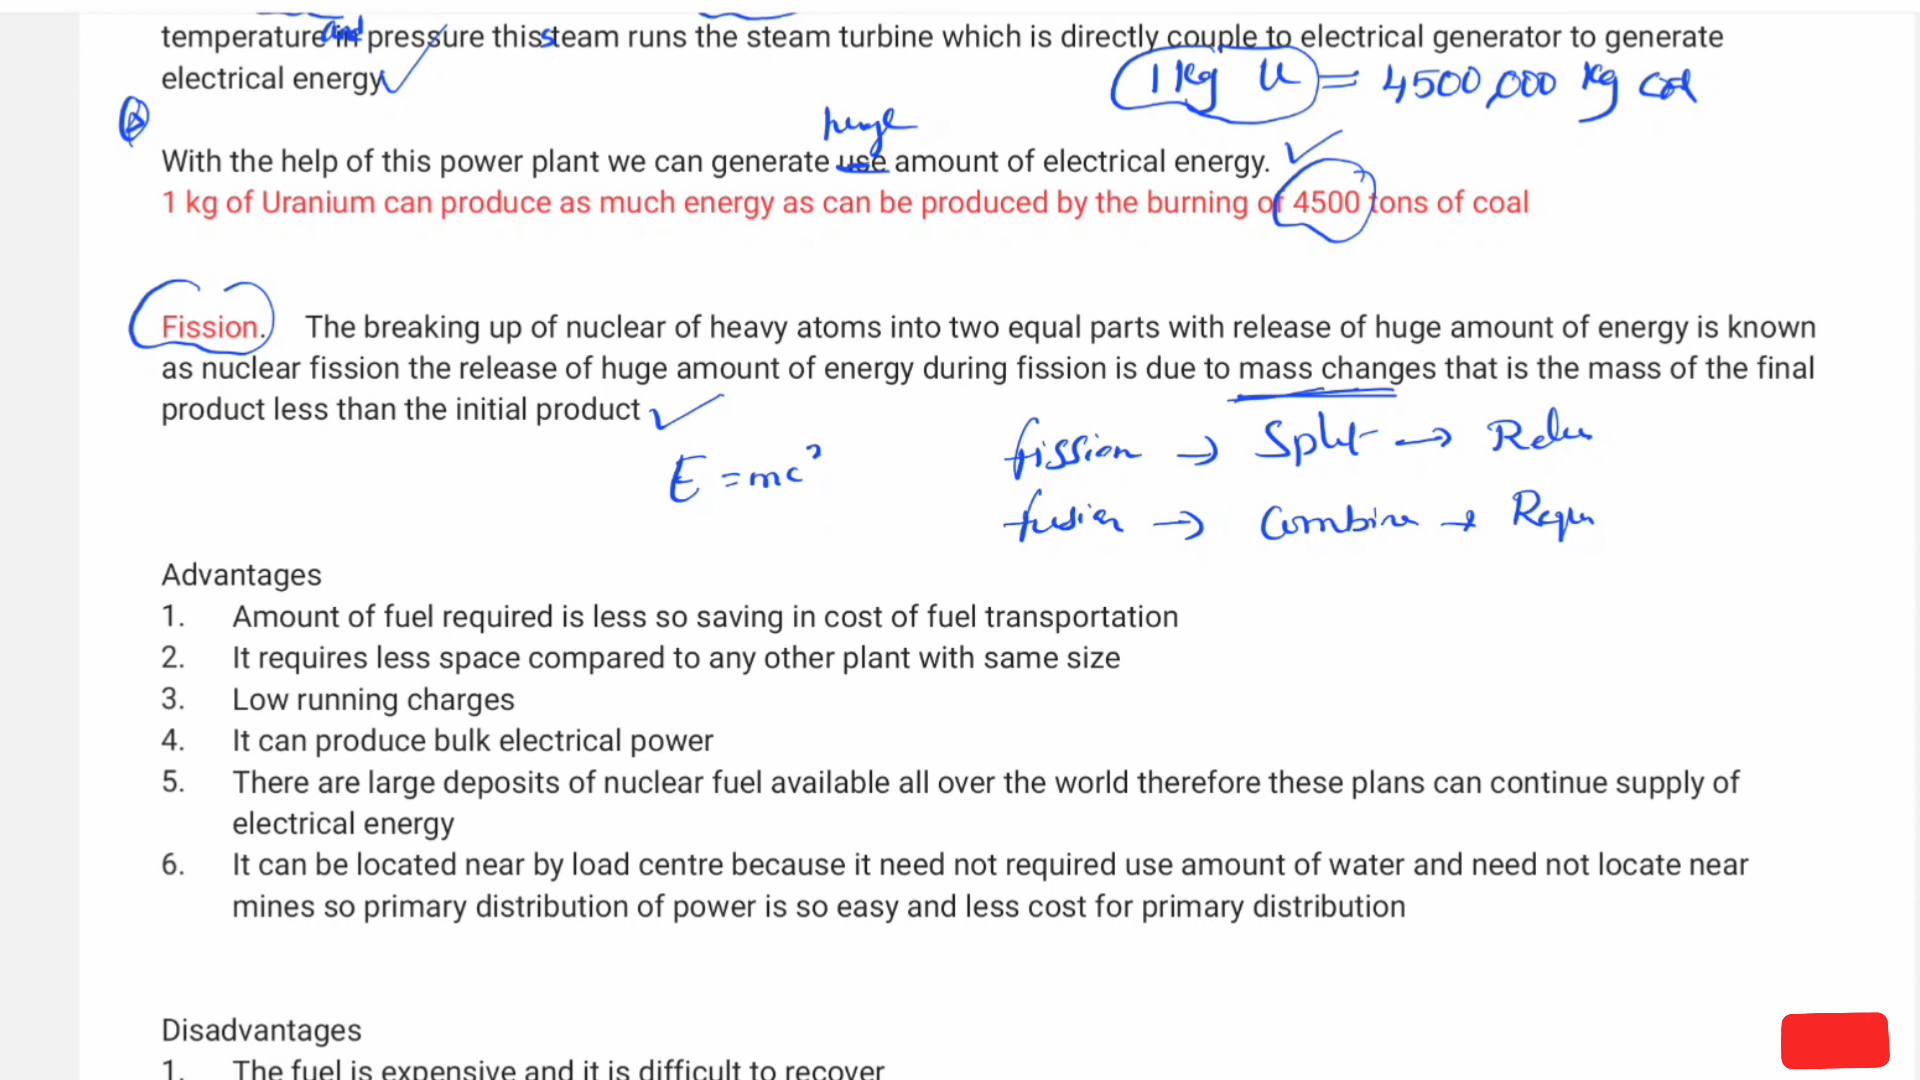 temperature in and pressure this steam runs the steam turbine which is directly couple to electrical generator to generate
electrical energy
1 kg U = 4500,000 kg coal
huge
With the help of this power plant we can generate use amount of electrical energy.
1 kg of Uranium can produce as much energy as can be produced by the burning of 4500 tons of coal
Fission. The breaking up of nuclear of heavy atoms into two equal parts with release of huge amount of energy is known
as nuclear fission the release of huge amount of energy during fission is due to mass changes that is the mass of the final
product less than the initial product
fission → Split →
E = mc²
fusion → Combine →
Advantages
1. Amount of fuel required is less so saving in cost of fuel transportation
2. It requires less space compared to any other plant with same size
3. Low running charges
4. It can produce bulk electrical power
5. There are large deposits of nuclear fuel available all over the world therefore these plans can continue supply of
electrical energy
6. It can be located near by load centre because it need not required use amount of water and need not locate near
mines so primary distribution of power is so easy and less cost for primary distribution
Disadvantages
1. The fuel is expensive and it is difficult to recover